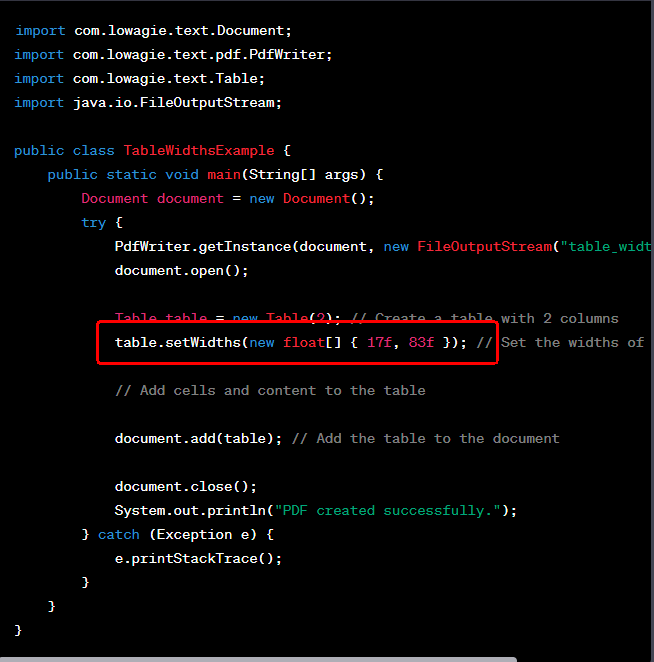 import com.lowagie.text.Document;
import com.lowagie.text.pdf.PdfWriter;
import com.lowagie.text.Table;
import java.io.FileOutputStream;
public class TableWidthsExample {
public static void main(String[] args) {
Document document = new Document();
try {
PdfWriter.getInstance(document, new FileOutputStream("table_widt
document.open();
Table table = new Table(2); // Create a table with 2 columns
table.setWidths(new float[] { 17f, 83f }); // Set the widths of
// Add cells and content to the table
document.add(table); // Add the table to the document
document.close();
System.out.println("PDF created successfully.");
} catch (Exception e) {
e.printStackTrace();
}
}
}